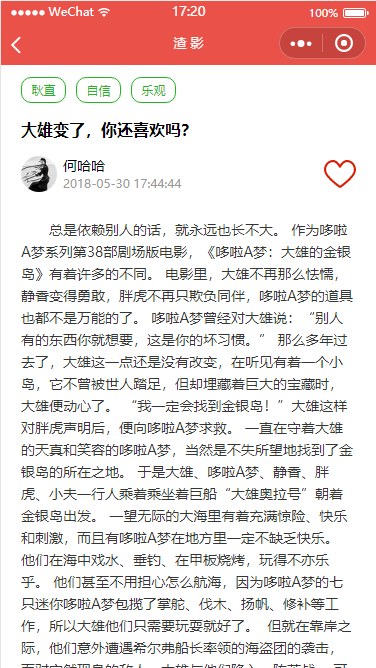 WeChat 17:20 100%
渣影
耿直 自信 乐观
大雄变了，你还喜欢吗？
何哈哈
2018-05-30 17:44:44
总是依赖别人的话，就永远也长不大。 作为哆啦
A梦系列第38部剧场版电影，《哆啦A梦：大雄的金银
岛》有着许多的不同。 电影里，大雄不再那么怯懦，
静香变得勇敢，胖虎不再只欺负同伴，哆啦A梦的道具
也都不是万能的了。 哆啦A梦曾经对大雄说：“别人
有的东西你就想要，这是你的坏习惯。” 那么多年过
去了，大雄这一点还是没有改变，在听见有着一个小
岛，它不曾被世人踏足，但却埋藏着巨大的宝藏时，
大雄便动心了。 “我一定会找到金银岛！”大雄这样
对胖虎声明后，便向哆啦A梦求救。 一直在守着大雄
的天真和笑容的哆啦A梦，当然是不失所望地找到了金
银岛的所在之地。 于是大雄、哆啦A梦、静香、胖
虎、小夫一行人乘着乘坐着巨船“大雄奥拉号”朝着
金银岛出发。 一望无际的大海里有着充满惊险、快乐
和刺激，而且有哆啦A梦在地方里一定不缺乏快乐。
他们在海中戏水、垂钓、在甲板烧烤，玩得不亦乐
乎。 他们甚至不用担心怎么航海，因为哆啦A梦的七
只迷你哆啦A梦包揽了掌舵、伐木、扬帆、修补等工
作，所以大雄他们只需要玩耍就好了。 但就在靠岸之
际，他们意外遭遇希尔弗船长率领的海盗团的袭击，